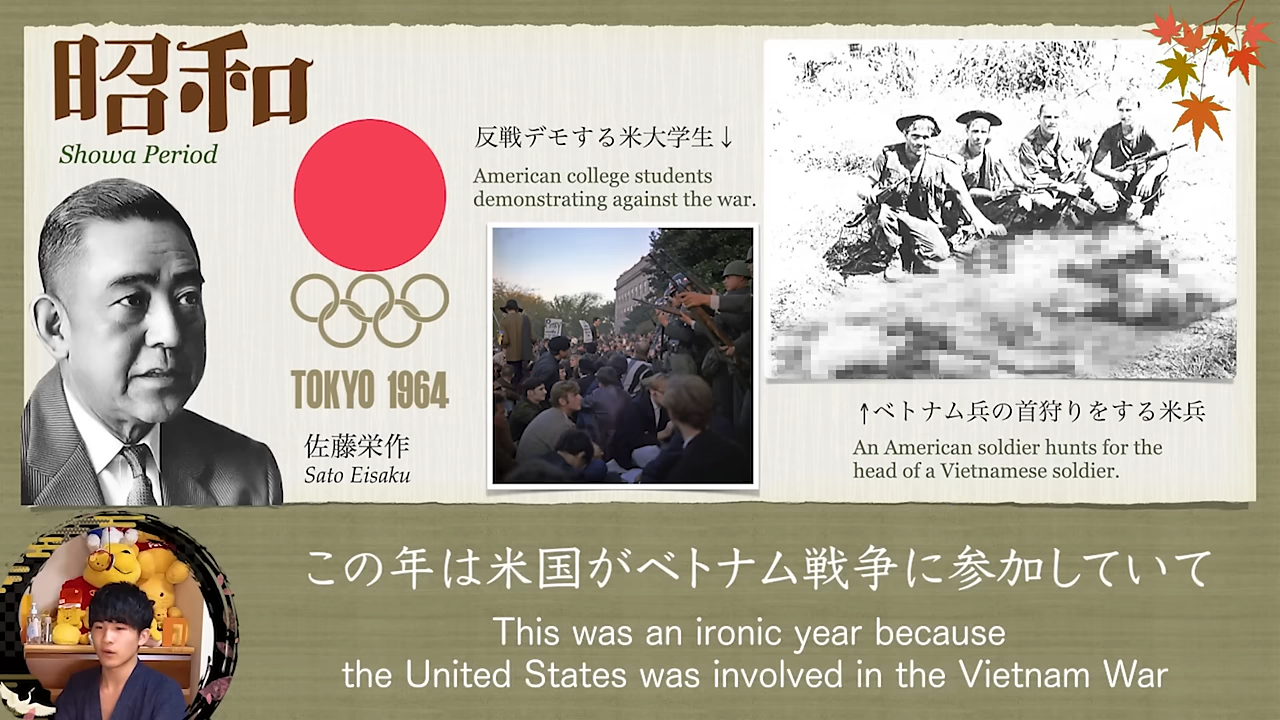 昭和
Showa Period
TOKYO 1964
佐藤栄作
Sato Eisaku
反戦デモする米大学生↓
American college students
demonstrating against the war.
↑ベトナム兵の首狩りをする米兵
An American soldier hunts for the
head of a Vietnamese soldier.
この年は米国がベトナム戦争に参加していて
This was an ironic year because
the United States was involved in the Vietnam War